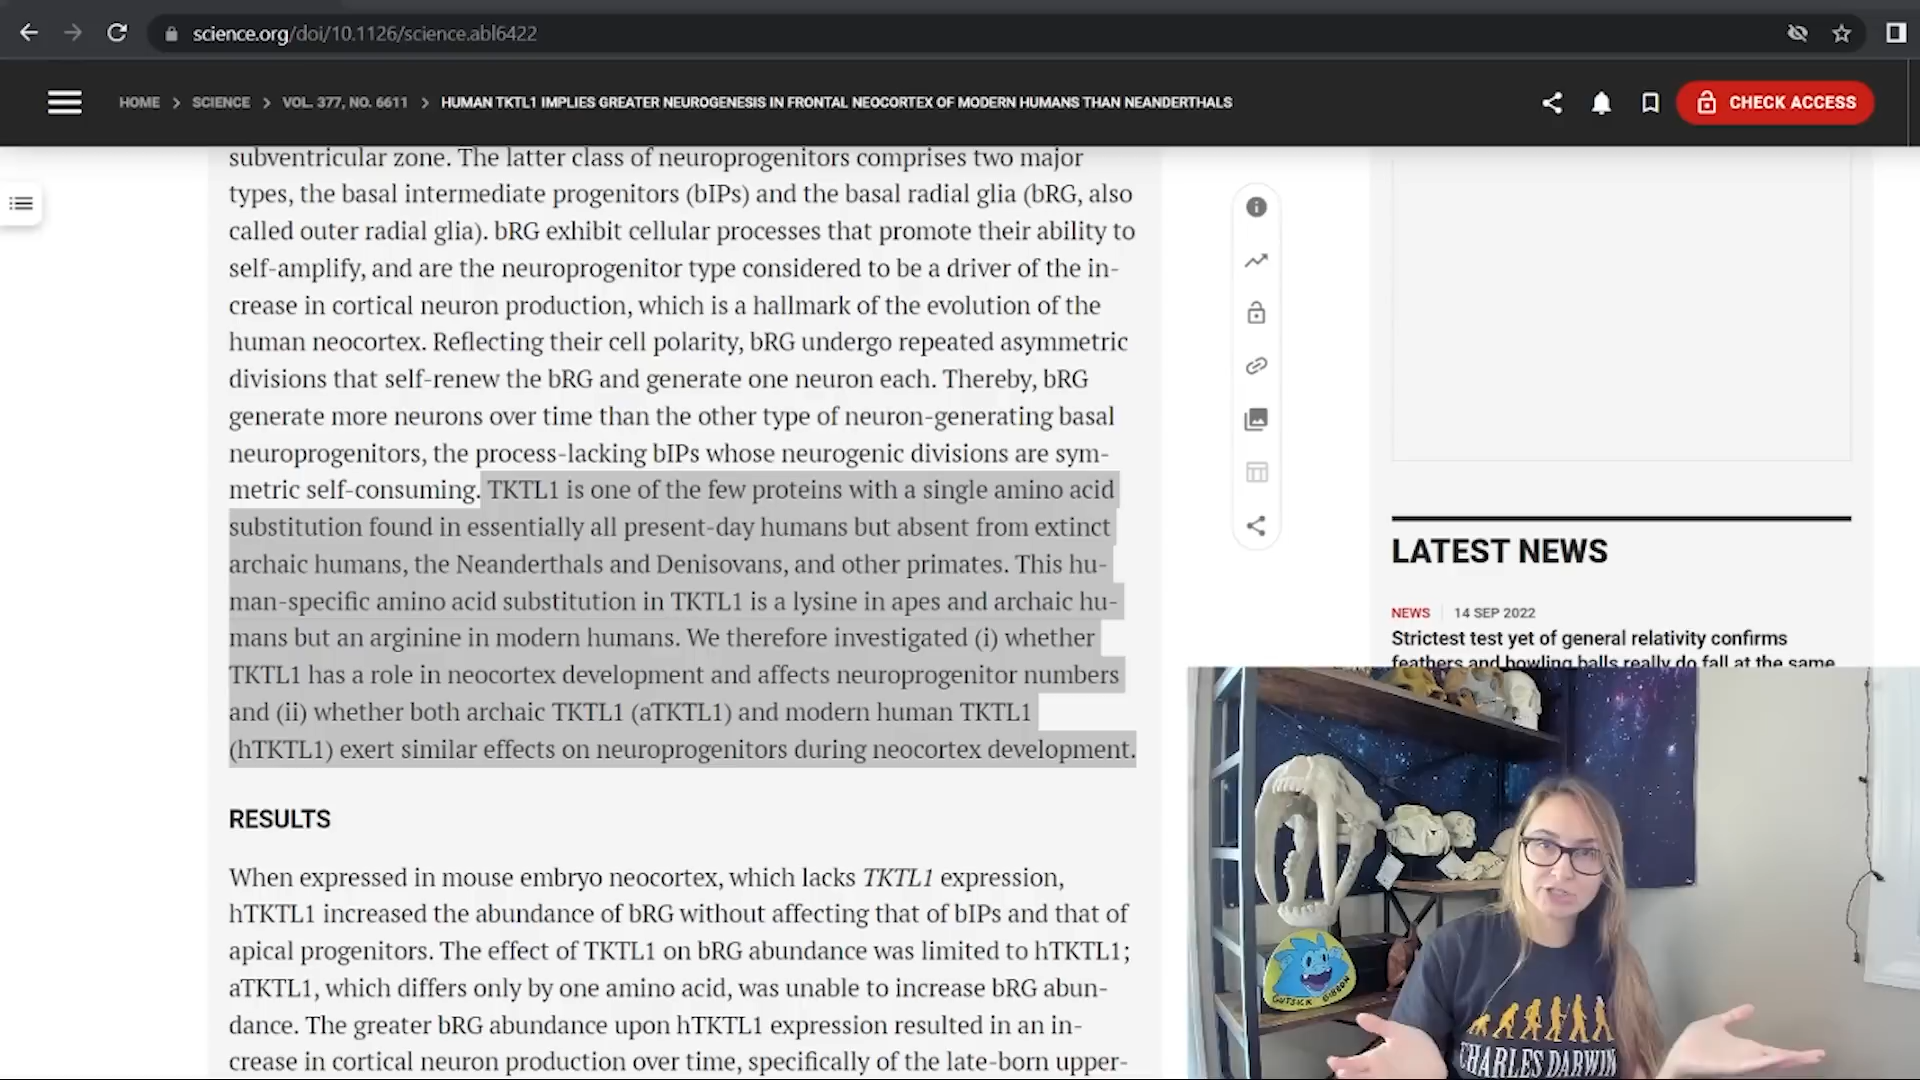 science.org/doi/10.1126/science.abl6422
HOME > SCIENCE > VOL. 377, NO. 6611 > HUMAN TKTL1 IMPLIES GREATER NEUROGENESIS IN FRONTAL NEOCORTEX OF MODERN HUMANS THAN NEANDERTHALS
CHECK ACCESS
subventricular zone. The latter class of neuroprogenitors comprises two major
types, the basal intermediate progenitors (bIPs) and the basal radial glia (bRG, also
called outer radial glia). bRG exhibit cellular processes that promote their ability to
self-amplify, and are the neuroprogenitor type considered to be a driver of the in-
crease in cortical neuron production, which is a hallmark of the evolution of the
human neocortex. Reflecting their cell polarity, bRG undergo repeated asymmetric
divisions that self-renew the bRG and generate one neuron each. Thereby, bRG
generate more neurons over time than the other type of neuron-generating basal
neuroprogenitors, the process-lacking bIPs whose neurogenic divisions are sym-
metric self-consuming. TKTL1 is one of the few proteins with a single amino acid
substitution found in essentially all present-day humans but absent from extinct
archaic humans, the Neanderthals and Denisovans, and other primates. This hu-
man-specific amino acid substitution in TKTL1 is a lysine in apes and archaic hu-
mans but an arginine in modern humans. We therefore investigated (i) whether
TKTL1 has a role in neocortex development and affects neuroprogenitor numbers
and (ii) whether both archaic TKTL1 (aTKTL1) and modern human TKTL1
(hTKTL1) exert similar effects on neuroprogenitors during neocortex development.
RESULTS
When expressed in mouse embryo neocortex, which lacks TKTL1 expression,
hTKTL1 increased the abundance of bRG without affecting that of bIPs and that of
apical progenitors. The effect of TKTL1 on bRG abundance was limited to hTKTL1;
aTKTL1, which differs only by one amino acid, was unable to increase bRG abun-
dance. The greater bRG abundance upon hTKTL1 expression resulted in an in-
crease in cortical neuron production over time, specifically of the late-born upper-
LATEST NEWS
NEWS 14 SEP 2022
Strictest test yet of general relativity confirms
feathers and bowling balls really do fall at the same
GUTSICK GIBBON
CHARLES DARWIN